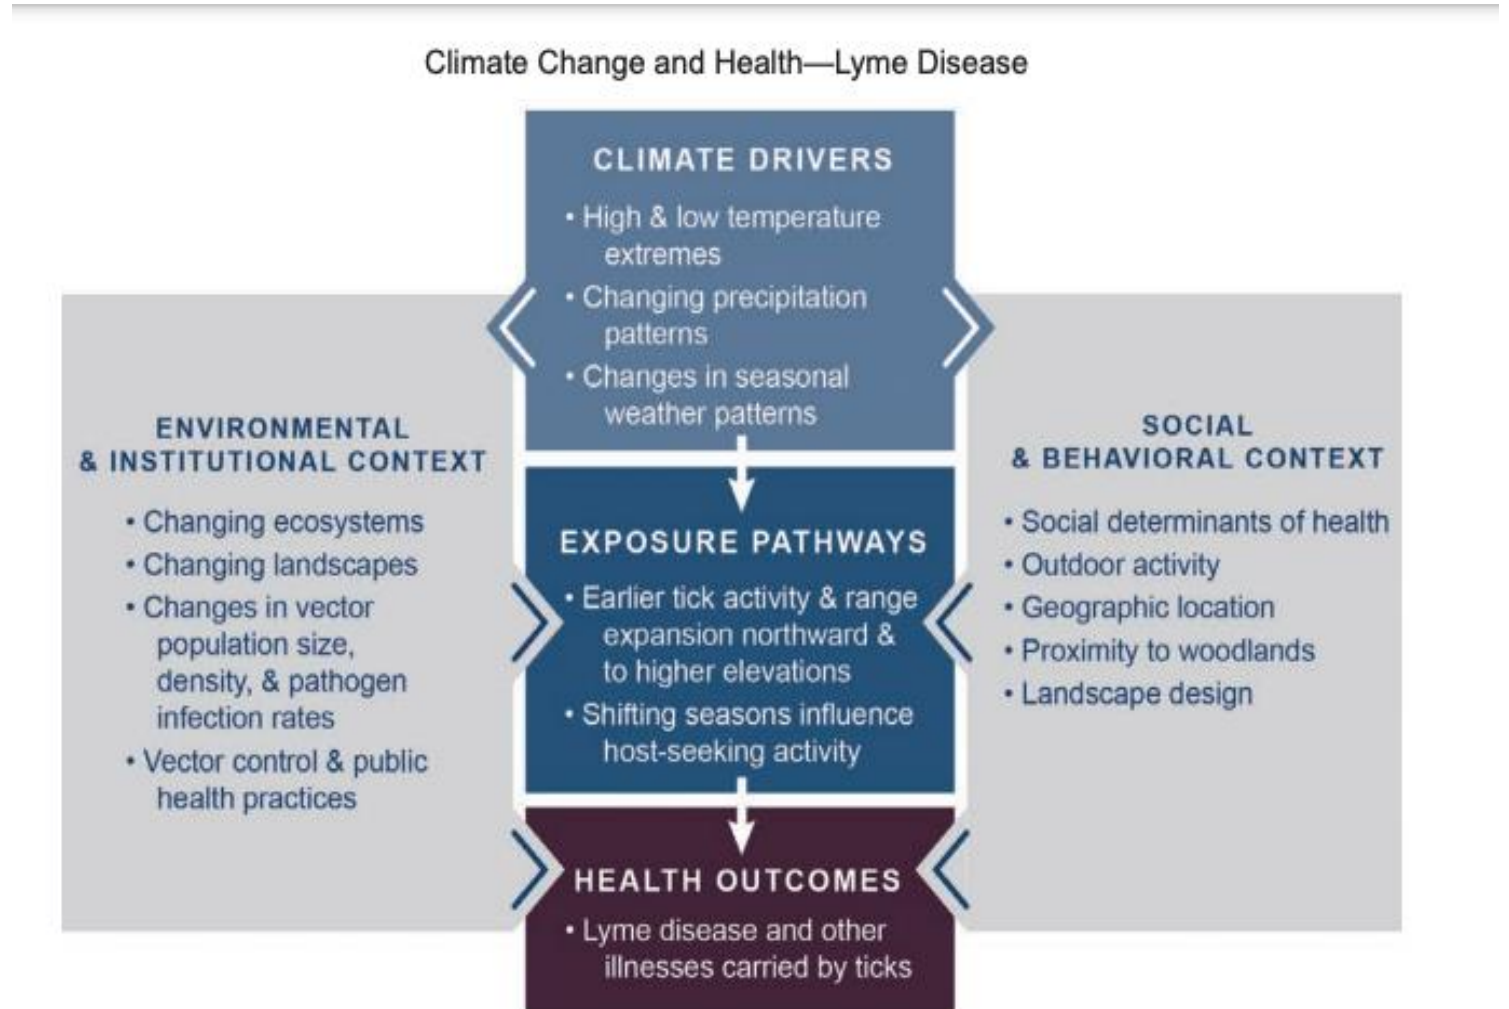 Climate Change and Health—Lyme Disease
CLIMATE DRIVERS
• High & low temperature
extremes
• Changing precipitation
patterns
• Changes in seasonal
weather patterns
ENVIRONMENTAL
& INSTITUTIONAL CONTEXT
• Changing ecosystems
• Changing landscapes
• Changes in vector
population size,
density, & pathogen
infection rates
• Vector control & public
health practices
EXPOSURE PATHWAYS
• Earlier tick activity & range
expansion northward &
to higher elevations
• Shifting seasons influence
host-seeking activity
SOCIAL
& BEHAVIORAL CONTEXT
• Social determinants of health
• Outdoor activity
• Geographic location
• Proximity to woodlands
• Landscape design
HEALTH OUTCOMES
• Lyme disease and other
illnesses carried by ticks